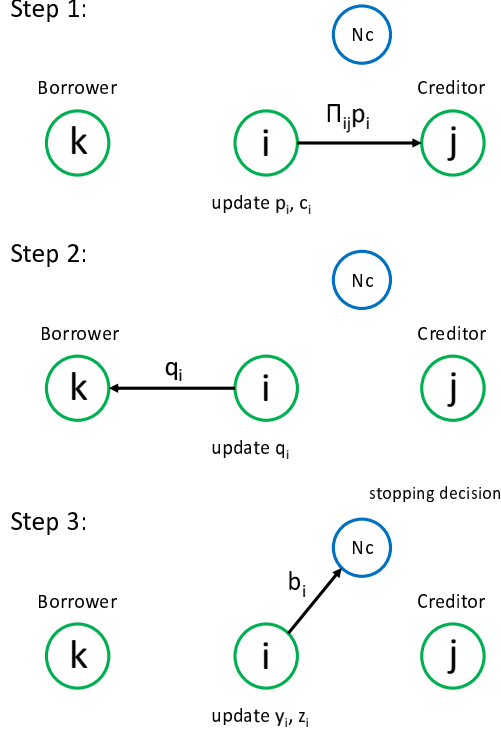 Step 1:
Nc
Borrower
Creditor
k
i
Πᵢⱼpᵢ
j
update pᵢ, cᵢ
Step 2:
Nc
Borrower
Creditor
k
qᵢ
i
j
update qᵢ
stopping decision
Step 3:
Nc
bᵢ
Borrower
Creditor
k
i
j
update yᵢ, zᵢ